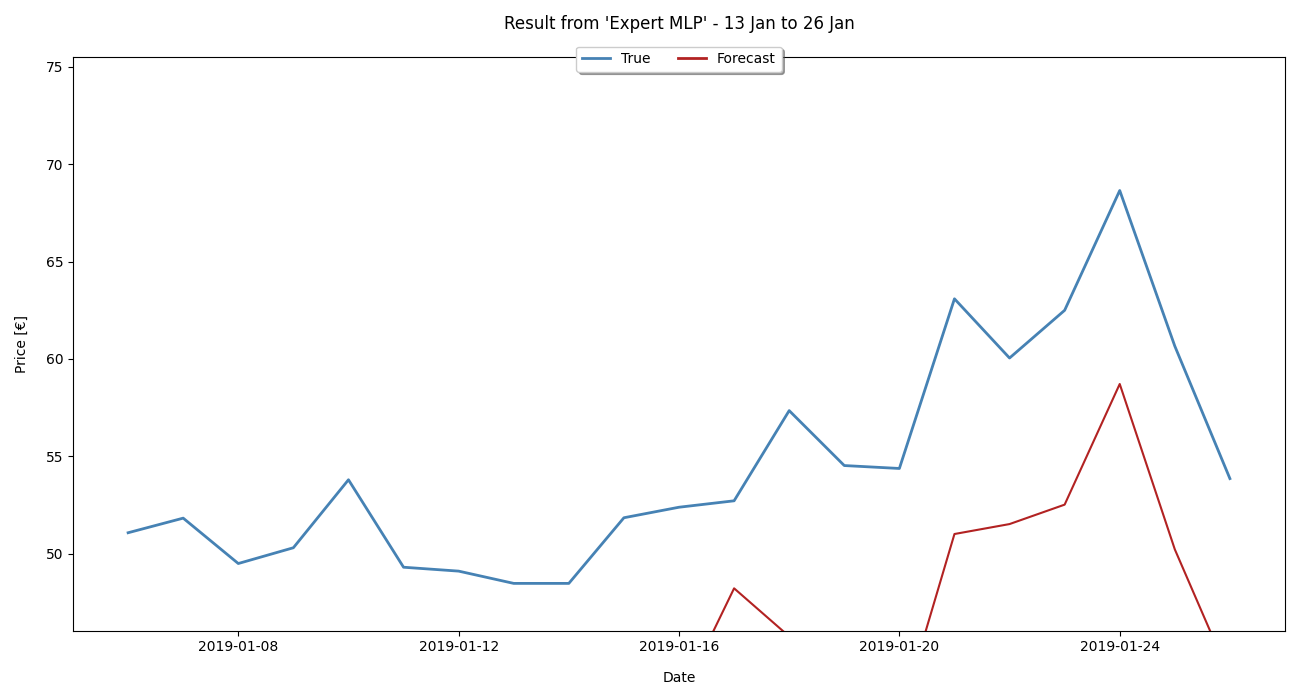 Result from 'Expert MLP' - 13 Jan to 26 Jan
True Forecast
75
70
65
60
55
50
Price [€]
2019-01-08 2019-01-12 2019-01-16 2019-01-20 2019-01-24
Date